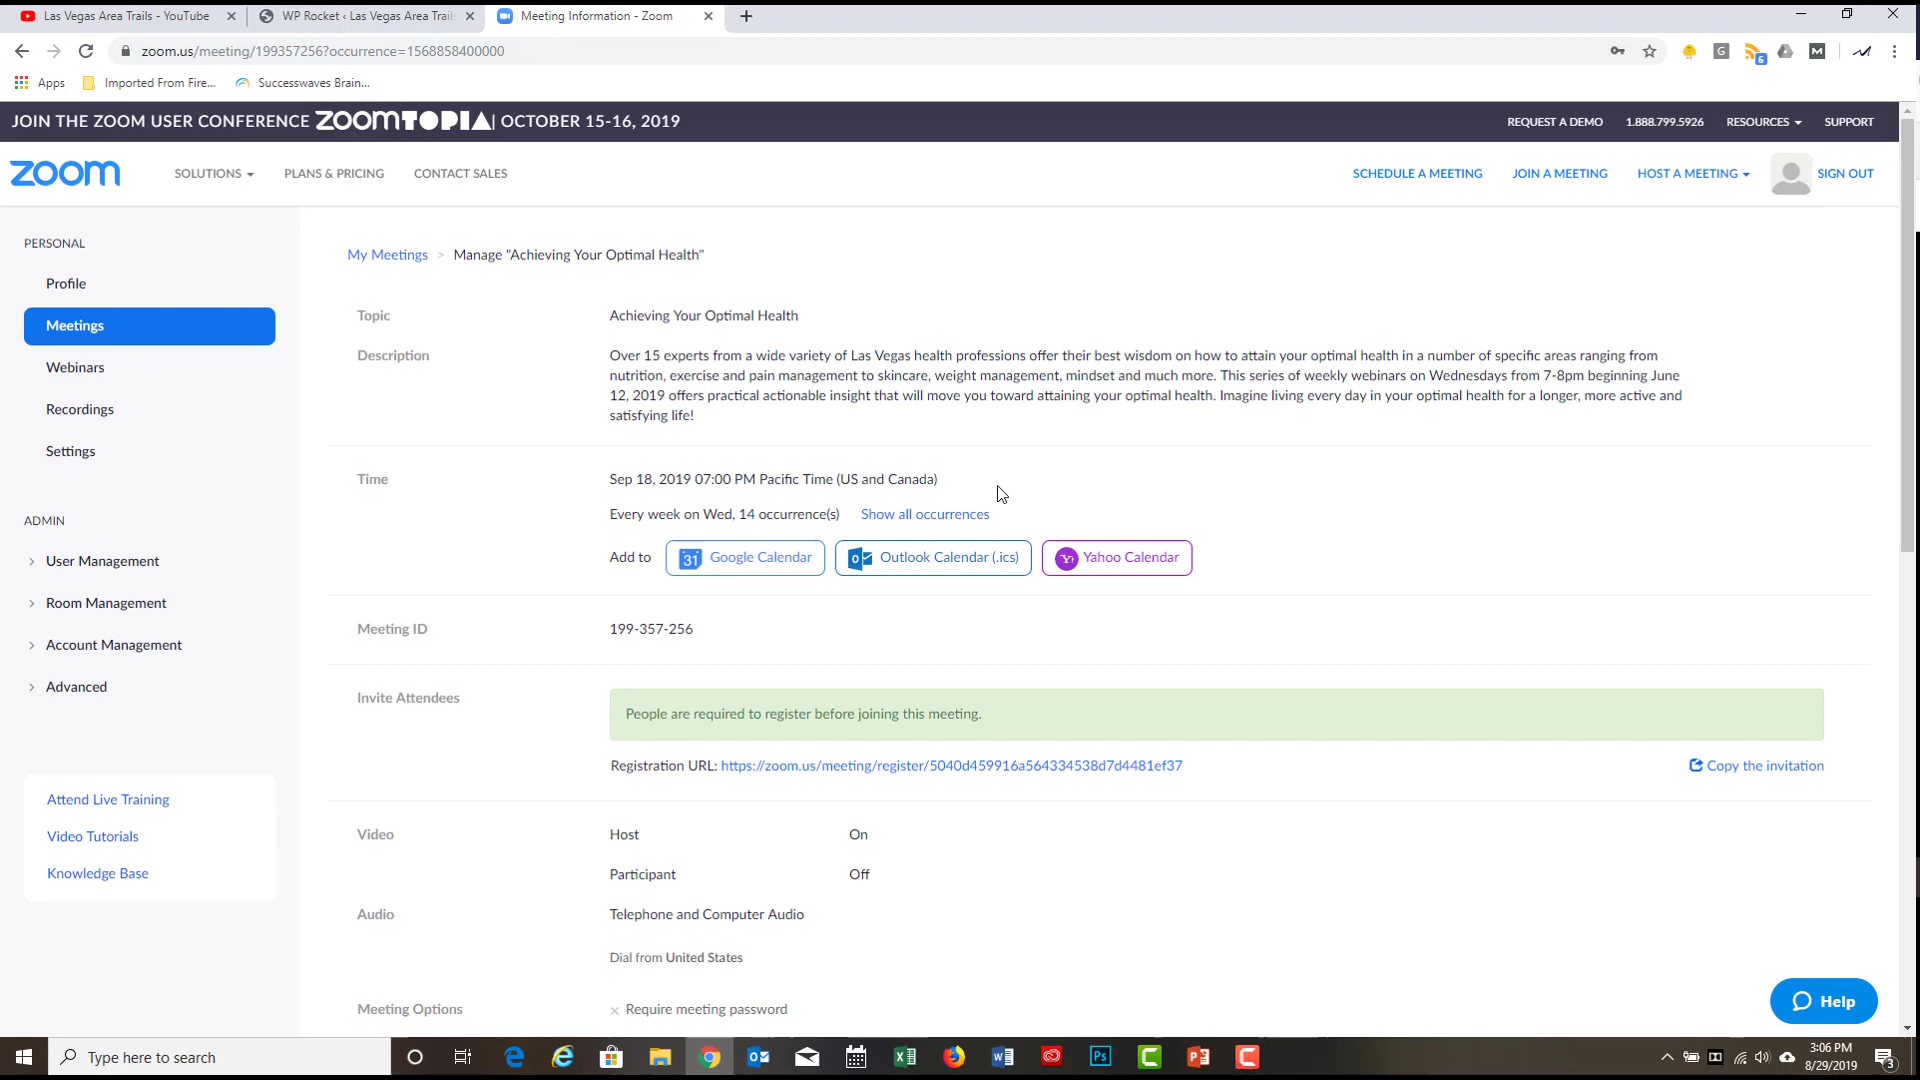 Las Vegas Area Trails - YouTube
WP Rocket ‹ Las Vegas Area Trail
Meeting Information - Zoom
zoom.us/meeting/199357256?occurrence=1568858400000
G
6
M
Apps
Imported From Fire...
Successwaves Brain...
JOIN THE ZOOM USER CONFERENCE ZOOMTOPIA| OCTOBER 15-16, 2019
REQUEST A DEMO
1.888.799.5926
RESOURCES
SUPPORT
zoom
SOLUTIONS
PLANS & PRICING
CONTACT SALES
SCHEDULE A MEETING
JOIN A MEETING
HOST A MEETING
SIGN OUT
PERSONAL
Profile
Meetings
Webinars
Recordings
Settings
ADMIN
User Management
Room Management
Account Management
Advanced
Attend Live Training
Video Tutorials
Knowledge Base
My Meetings > Manage "Achieving Your Optimal Health"
Topic
Achieving Your Optimal Health
Description
Over 15 experts from a wide variety of Las Vegas health professions offer their best wisdom on how to attain your optimal health in a number of specific areas ranging from
nutrition, exercise and pain management to skincare, weight management, mindset and much more. This series of weekly webinars on Wednesdays from 7-8pm beginning June
12, 2019 offers practical actionable insight that will move you toward attaining your optimal health. Imagine living every day in your optimal health for a longer, more active and
satisfying life!
Time
Sep 18, 2019 07:00 PM Pacific Time (US and Canada)
Every week on Wed, 14 occurrence(s) Show all occurrences
Add to
31 Google Calendar
Outlook Calendar (.ics)
Yahoo Calendar
Meeting ID
199-357-256
Invite Attendees
People are required to register before joining this meeting.
Registration URL: https://zoom.us/meeting/register/5040d459916a564334538d7d4481ef37
Copy the invitation
Video
Host On
Participant Off
Audio
Telephone and Computer Audio
Dial from United States
Meeting Options
× Require meeting password
Help
Type here to search
Ps
3:06 PM
8/29/2019
3